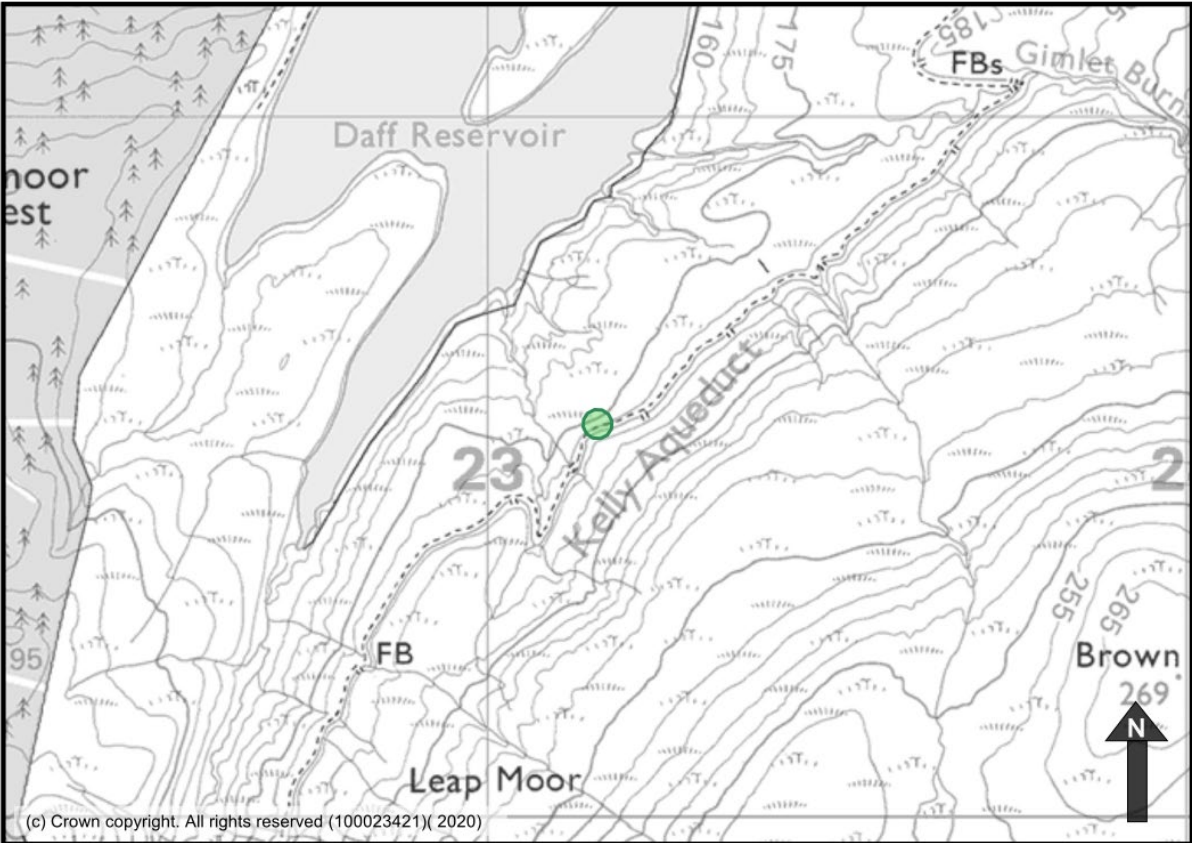 160
175
185
FBs
Gimlet Burn
Daff Reservoir
moor
est
Kelly Aqueduct
23
2
95
FB
255
265
Brown
269
N
Leap Moor
(c) Crown copyright. All rights reserved (100023421)( 2020)